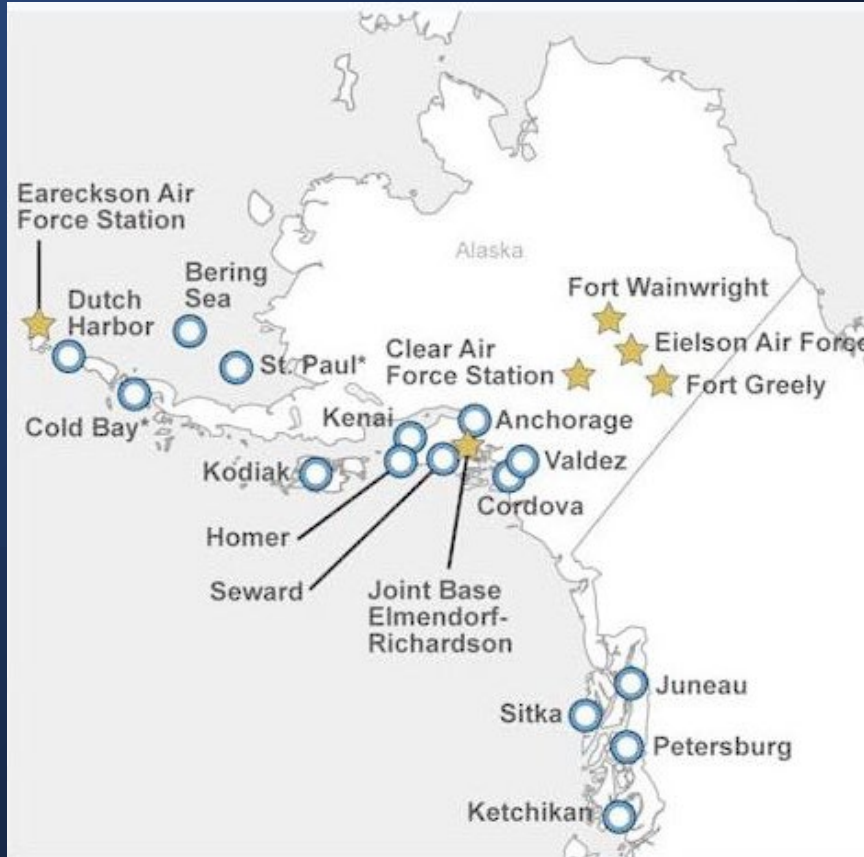 Eareckson Air
Force Station
Alaska
Bering
Sea
Dutch
Harbor
Fort Wainwright
Clear Air
Force Station
Eielson Air Force
St. Paul*
Fort Greely
Cold Bay*
Kenai
Anchorage
Kodiak
Valdez
Cordova
Homer
Seward
Joint Base
Elmendorf-
Richardson
Juneau
Sitka
Petersburg
Ketchikan